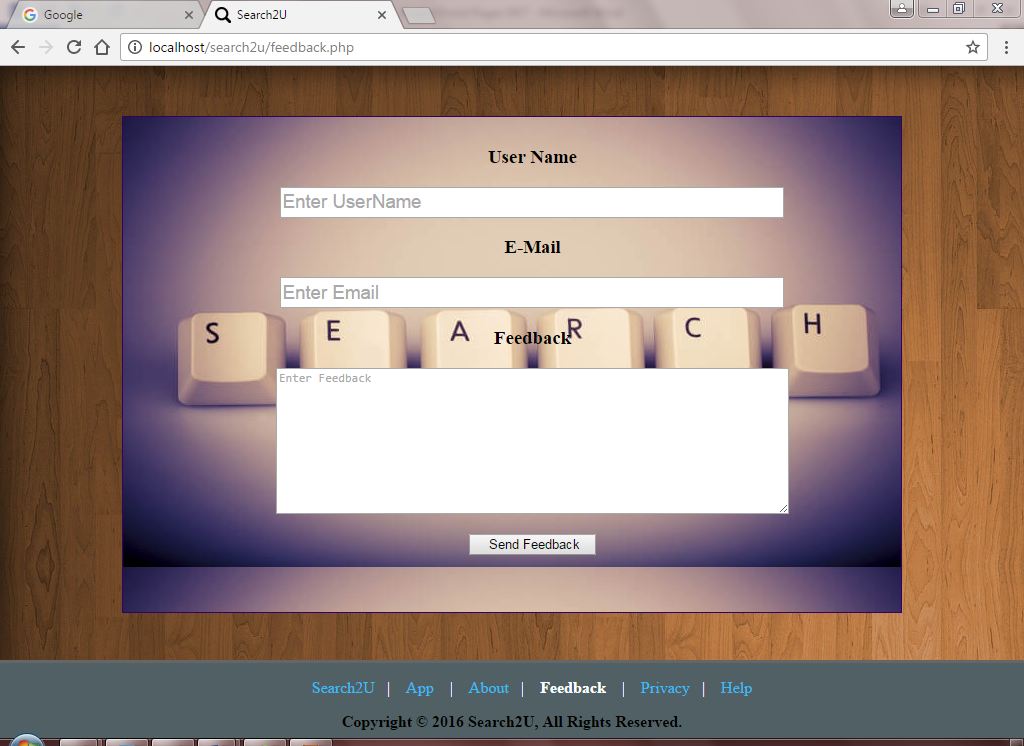 Google
Search2U
localhost/search2u/feedback.php
User Name
Enter UserName
E-Mail
Enter Email
S E A R C H
Feedback
Enter Feedback
Send Feedback
Search2U | App | About | Feedback | Privacy | Help
Copyright © 2016 Search2U, All Rights Reserved.